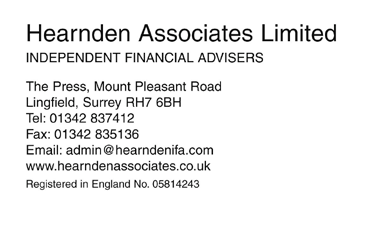 Hearnden Associates Limited
INDEPENDENT FINANCIAL ADVISERS
The Press, Mount Pleasant Road
Lingfield, Surrey RH7 6BH
Tel: 01342 837412
Fax: 01342 835136
Email: admin@hearndenifa.com
www.hearndenassociates.co.uk
Registered in England No. 05814243